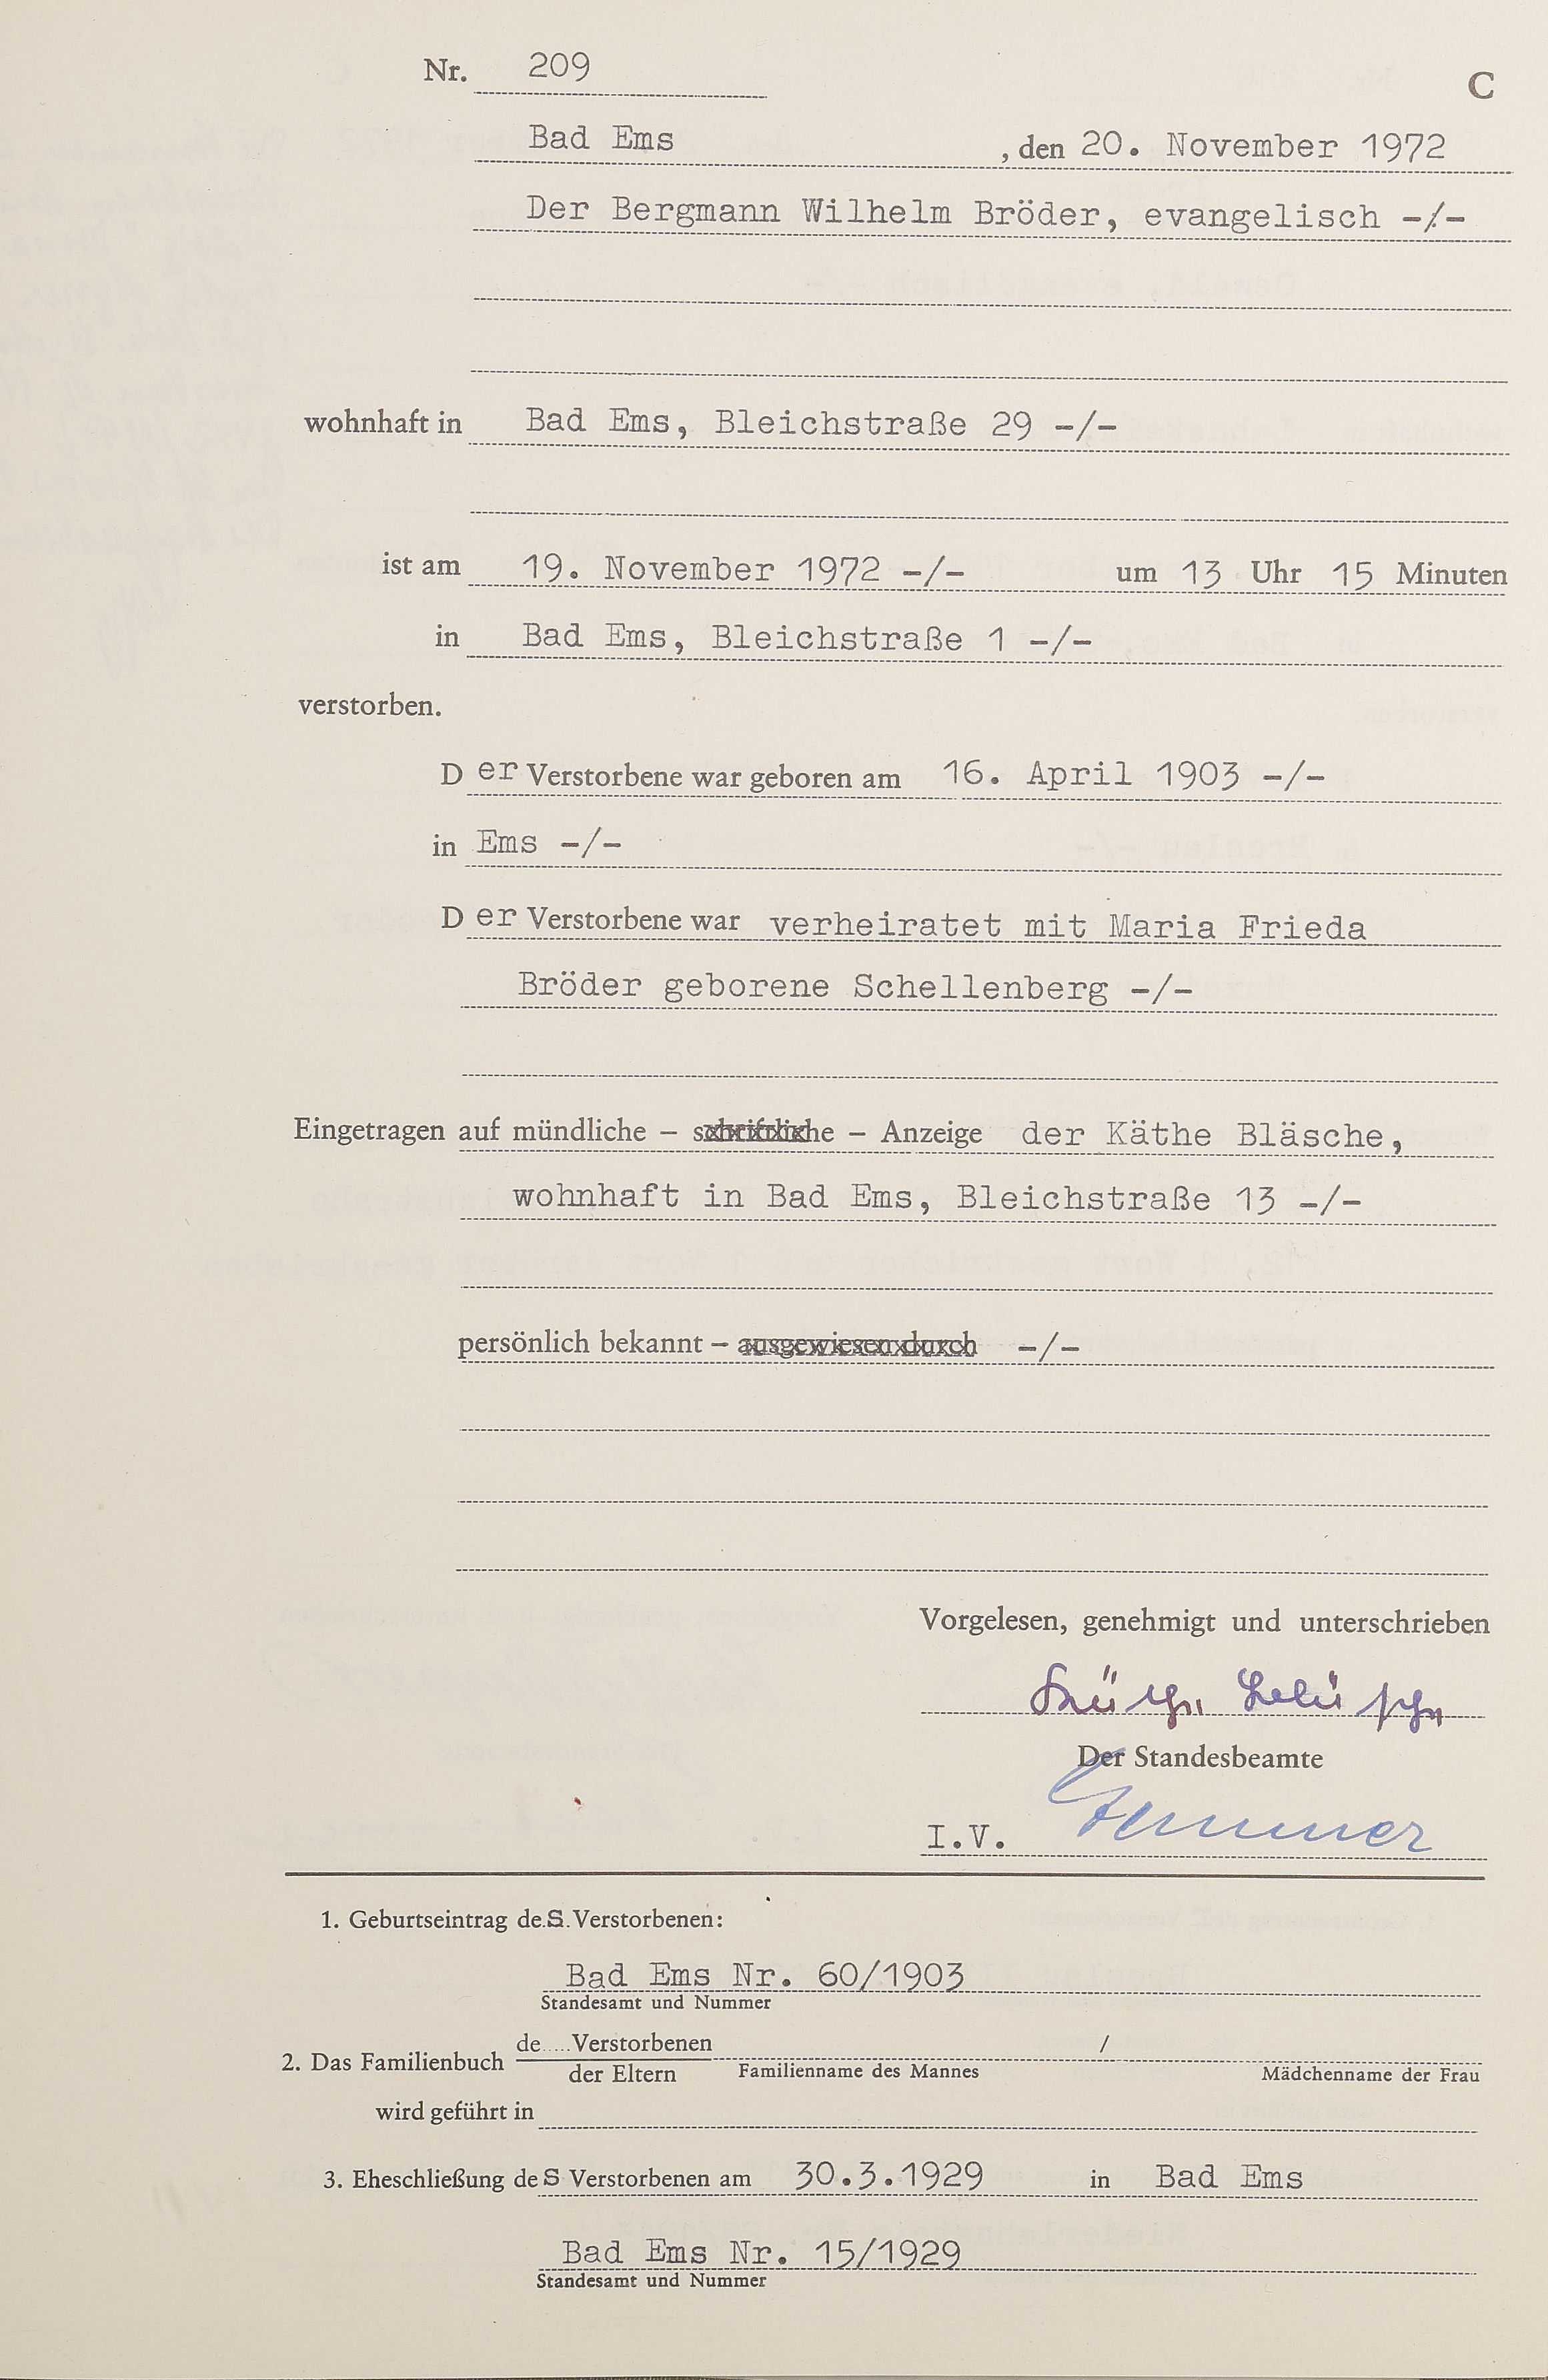 Nr. 209
C
Bad Ems , den 20. November 1972
Der Bergmann Wilhelm Bröder, evangelisch -/-
wohnhaft in Bad Ems, Bleichstraße 29 -/-
ist am 19. November 1972 -/- um 13 Uhr 15 Minuten
in Bad Ems, Bleichstraße 1 -/-
verstorben.
D er Verstorbene war geboren am 16. April 1903 -/-
in Ems -/-
D er Verstorbene war verheiratet mit Maria Frieda
Bröder geborene Schellenberg -/-
Eingetragen auf mündliche – schriftliche – Anzeige der Käthe Bläsche,
wohnhaft in Bad Ems, Bleichstraße 13 -/-
persönlich bekannt – ausgewiesen durch -/-
Vorgelesen, genehmigt und unterschrieben
Käthe Bläsche
Der Standesbeamte
I.V.
1. Geburtseintrag des Verstorbenen:
Bad Ems Nr. 60/1903
Standesamt und Nummer
2. Das Familienbuch de..... Verstorbenen /
der Eltern Familienname des Mannes Mädchenname der Frau
wird geführt in
3. Eheschließung des Verstorbenen am 30.3.1929 in Bad Ems
Bad Ems Nr. 15/1929
Standesamt und Nummer